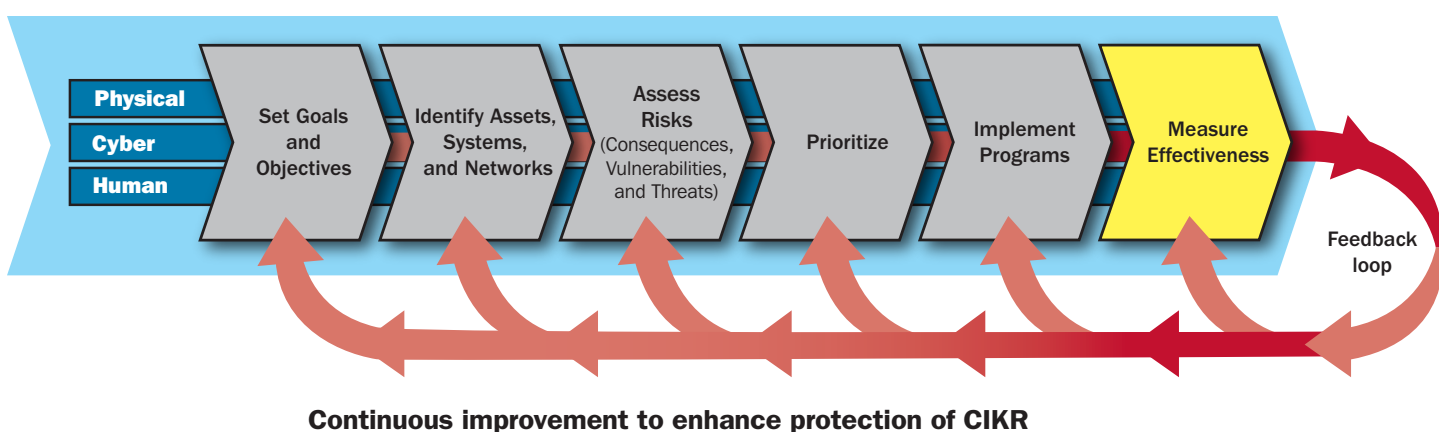 Physical
Cyber
Human
Set Goals
and
Objectives
Identify Assets,
Systems,
and Networks
Assess
Risks
(Consequences,
Vulnerabilities,
and Threats)
Prioritize
Implement
Programs
Measure
Effectiveness
Feedback
loop
Continuous improvement to enhance protection of CIKR